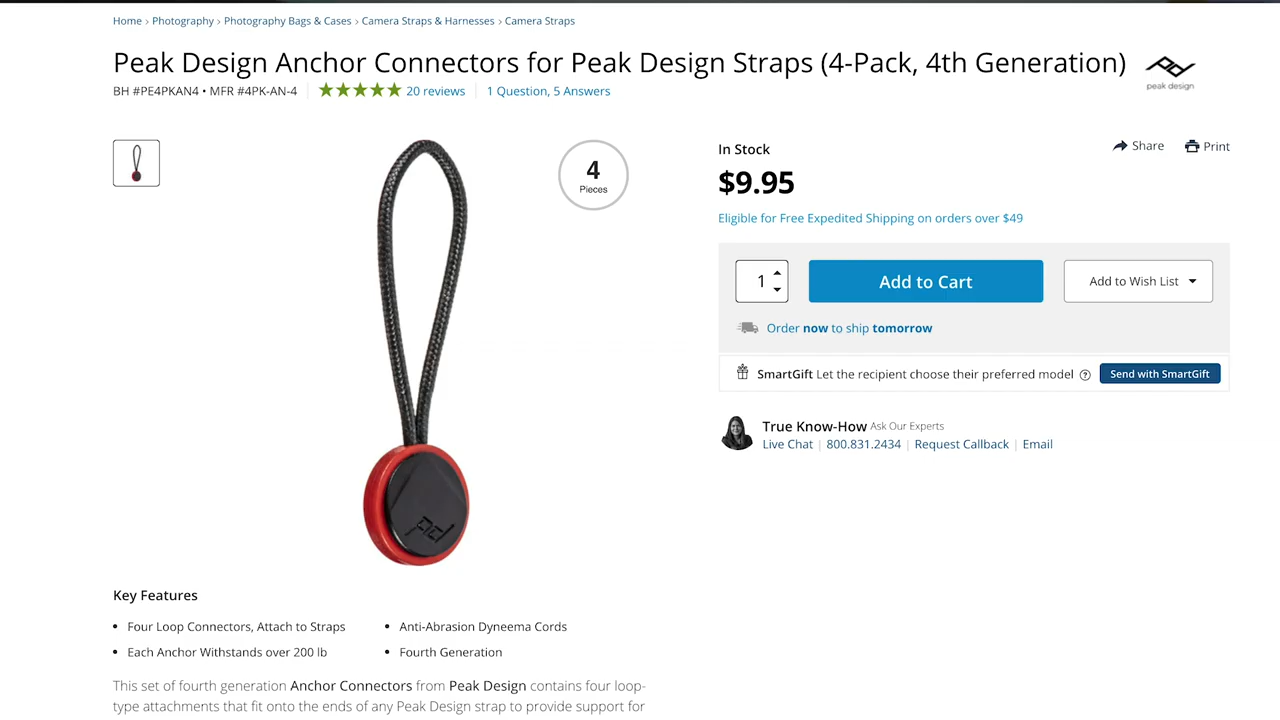 Home › Photography › Photography Bags & Cases › Camera Straps & Harnesses › Camera Straps
Peak Design Anchor Connectors for Peak Design Straps (4-Pack, 4th Generation)
peak design
BH #PE4PKAN4 • MFR #4PK-AN-4
20 reviews
1 Question, 5 Answers
4
Pieces
pd
In Stock
Share
Print
$9.95
Eligible for Free Expedited Shipping on orders over $49
1
Add to Cart
Add to Wish List
Order now to ship tomorrow
SmartGift Let the recipient choose their preferred model ?
Send with SmartGift
True Know-How Ask Our Experts
Live Chat | 800.831.2434 | Request Callback | Email
Key Features
• Four Loop Connectors, Attach to Straps
• Each Anchor Withstands over 200 lb
• Anti-Abrasion Dyneema Cords
• Fourth Generation
This set of fourth generation Anchor Connectors from Peak Design contains four loop-
type attachments that fit onto the ends of any Peak Design strap to provide support for